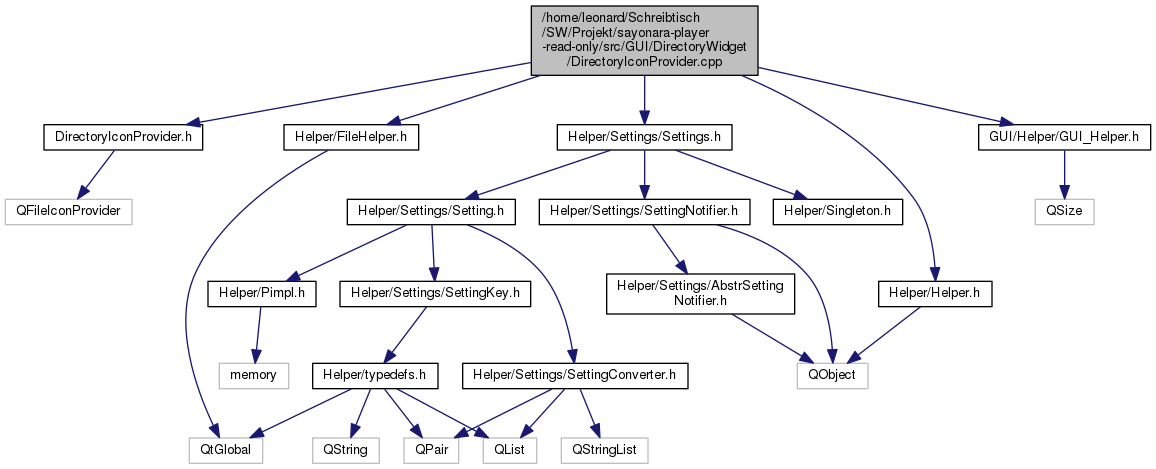 /home/leonard/Schreibtisch
/SW/Projekt/sayonara-player
-read-only/src/GUI/DirectoryWidget
/DirectoryIconProvider.cpp
DirectoryIconProvider.h
Helper/FileHelper.h
Helper/Settings/Settings.h
GUI/Helper/GUI_Helper.h
QFileIconProvider
Helper/Settings/Setting.h
Helper/Settings/SettingNotifier.h
Helper/Singleton.h
QSize
Helper/Pimpl.h
Helper/Settings/SettingKey.h
Helper/Settings/AbstrSetting
Notifier.h
Helper/Helper.h
memory
Helper/typedefs.h
Helper/Settings/SettingConverter.h
QObject
QtGlobal
QString
QPair
QList
QStringList